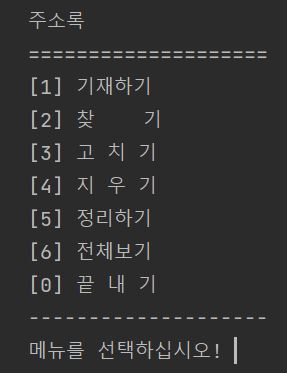 주소록
====================
[1] 기재하기
[2] 찾    기
[3] 고 치 기
[4] 지 우 기
[5] 정리하기
[6] 전체보기
[0] 끝 내 기
--------------------
메뉴를 선택하십시오!